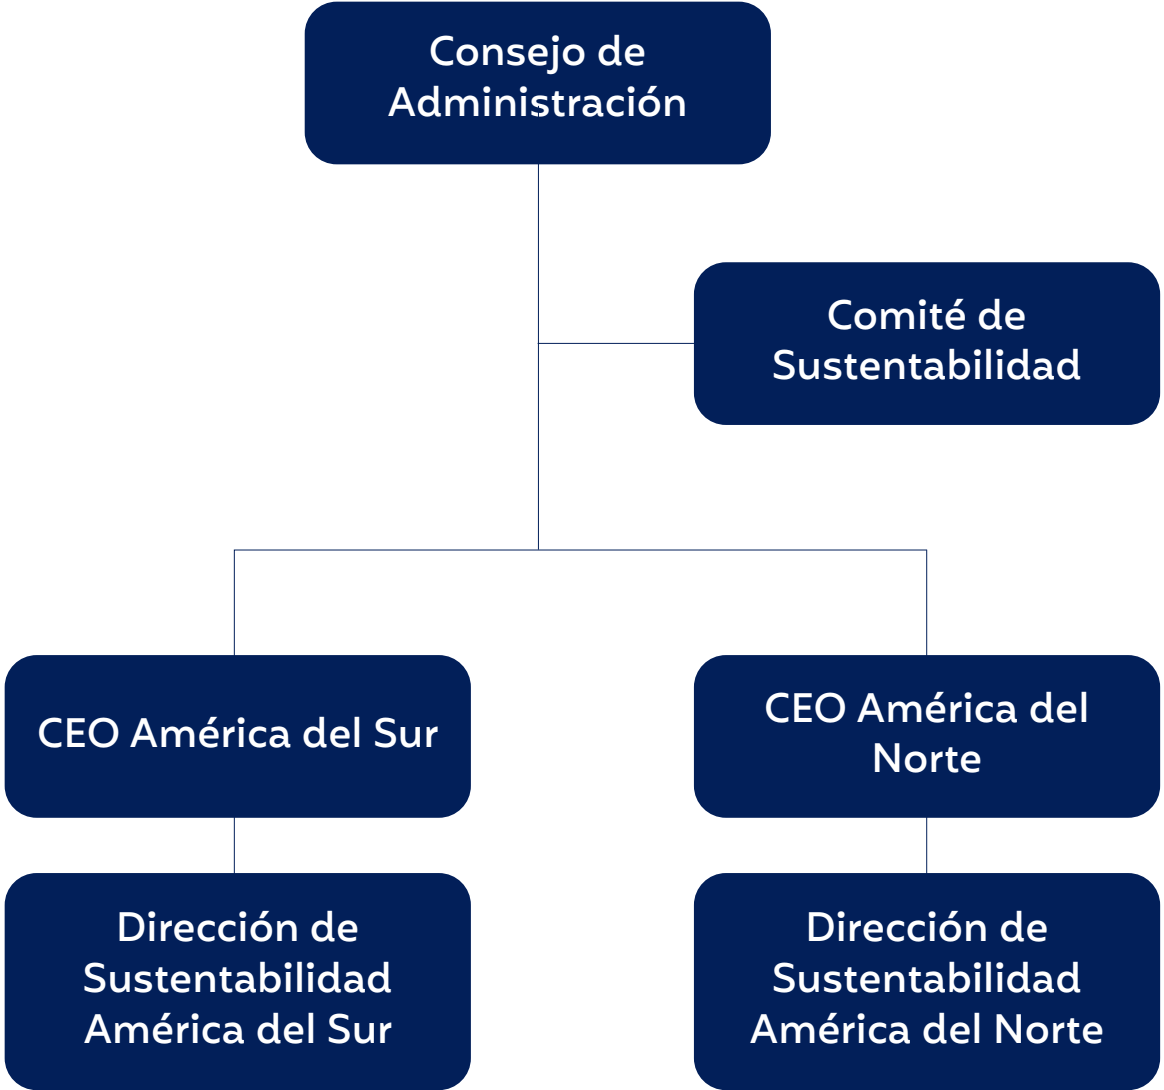 Consejo de
Administración
Comité de
Sustentabilidad
CEO América del Sur
CEO América del
Norte
Dirección de
Sustentabilidad
América del Sur
Dirección de
Sustentabilidad
América del Norte